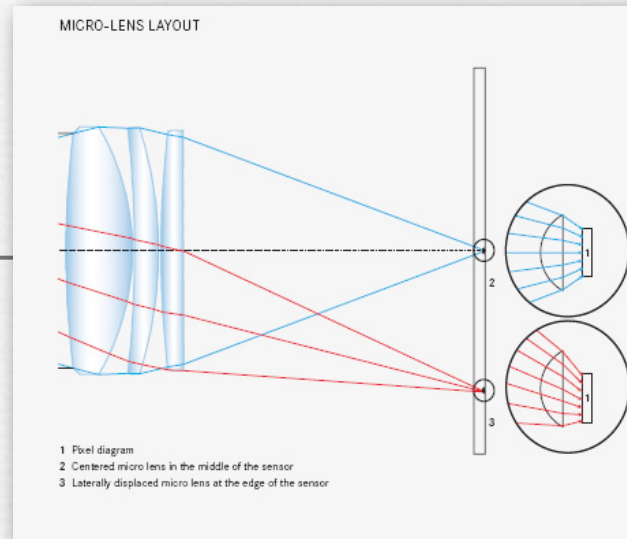 MICRO-LENS LAYOUT
1
2
1
3
1 Pixel diagram
2 Centered micro lens in the middle of the sensor
3 Laterally displaced micro lens at the edge of the sensor